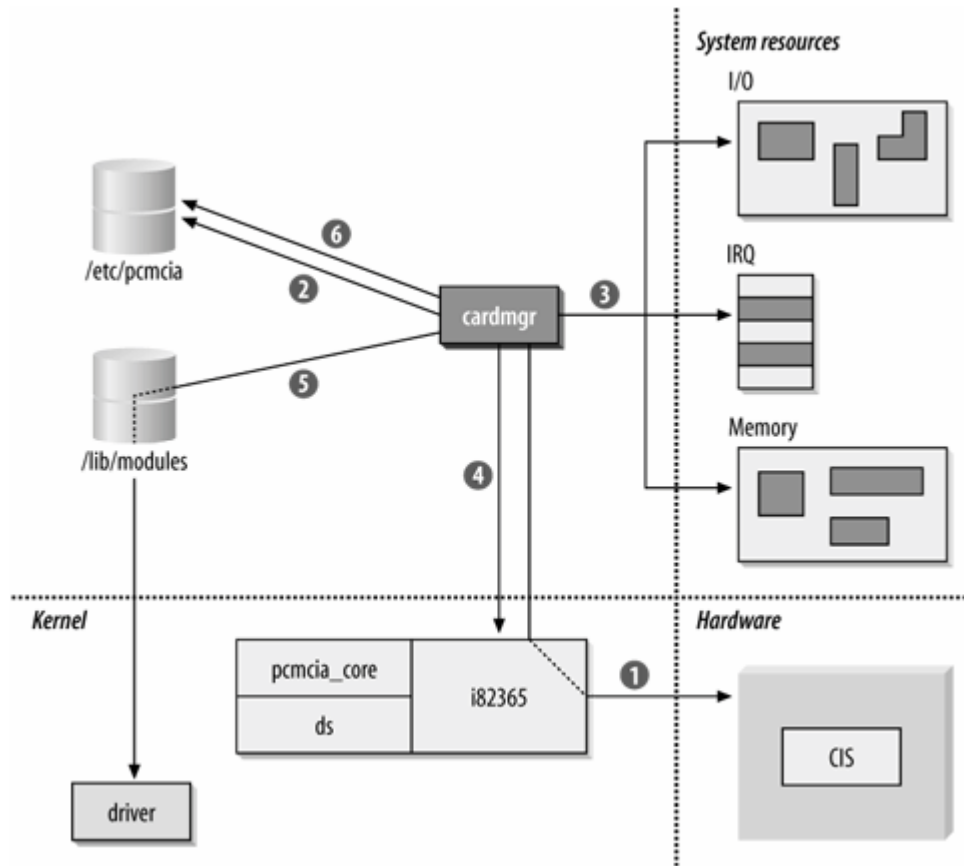 System resources
I/O
6
/etc/pcmcia
2
IRQ
cardmgr
3
5
/lib/modules
Memory
4
Kernel
Hardware
pcmcia_core
i82365
1
ds
CIS
driver